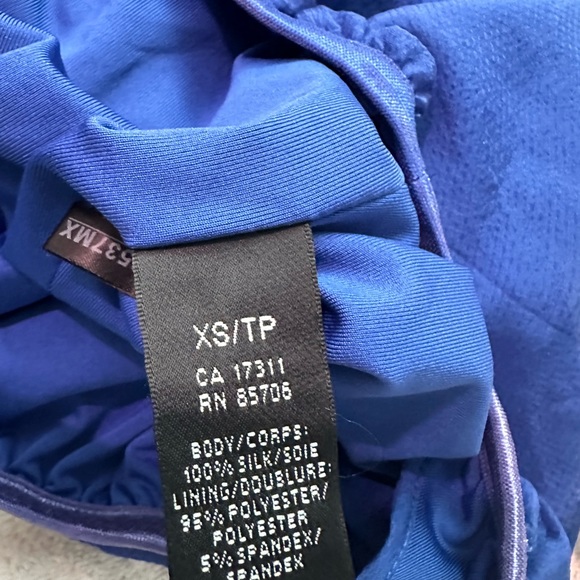 537MX
XS/TP
CA 17311
RN 85706
BODY/CORPS:
100% SILK/SOIE
LINING/DOUBLURE:
95% POLYESTER/
POLYESTER
5% SPANDEX/
SPANDEX